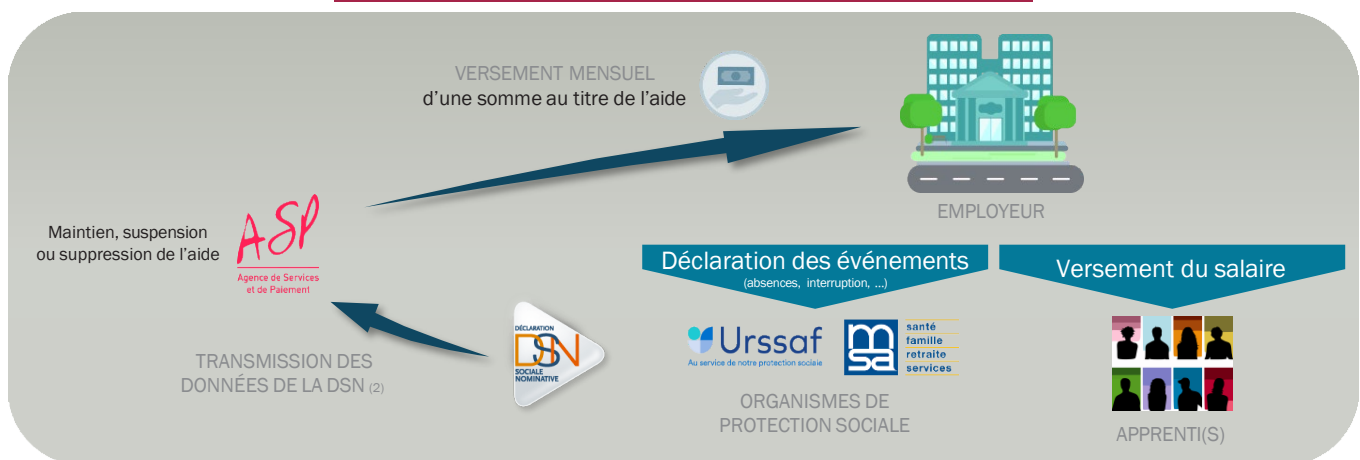 VERSEMENT MENSUEL
d'une somme au titre de l'aide
EMPLOYEUR
Maintien, suspension
ou suppression de l'aide
ASP
Agence de Services
et de Paiement
Déclaration des événements
(absences, interruption, ...)
Versement du salaire
DÉCLARATION
DSN
SOCIALE
NOMINATIVE
TRANSMISSION DES
DONNÉES DE LA DSN (2)
Urssaf
Au service de notre protection sociale
msa
santé
famille
retraite
services
ORGANISMES DE
PROTECTION SOCIALE
APPRENTI(S)